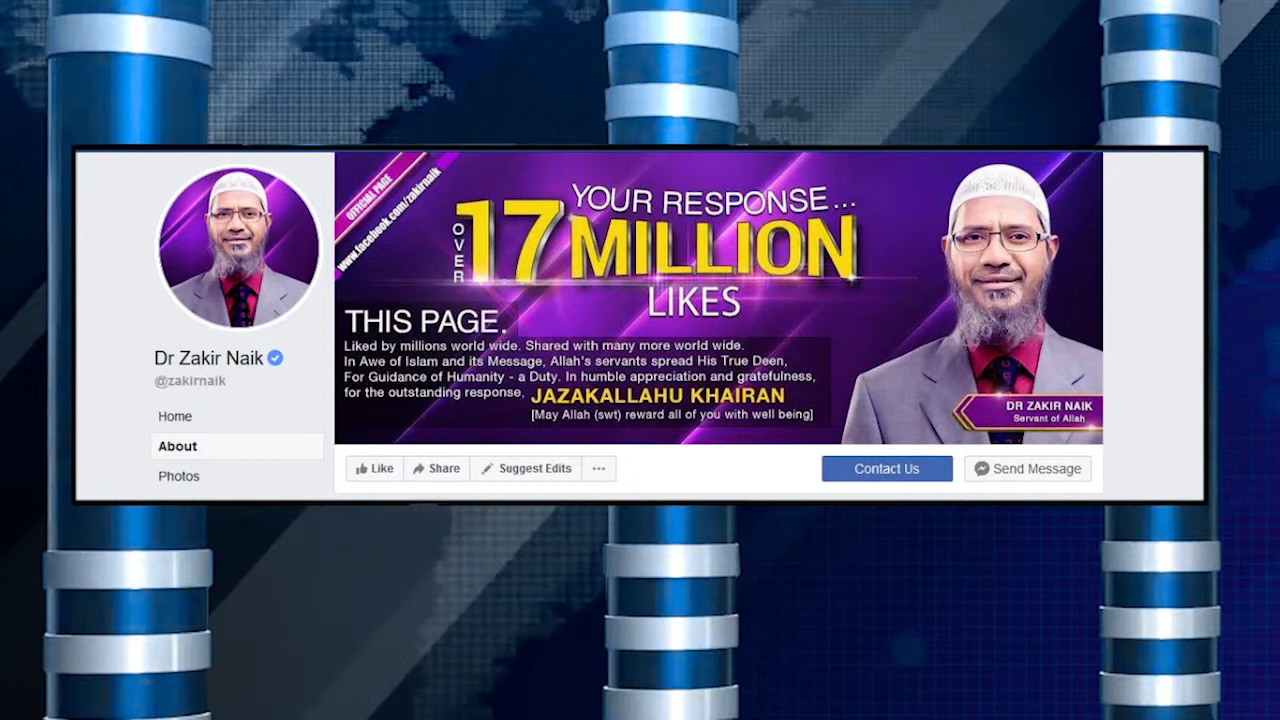 Dr Zakir Naik
@zakirnaik
Home
About
Photos
OFFICIAL PAGE
www.facebook.com/zakirnaik
YOUR RESPONSE...
OVER
17 MILLION
LIKES
THIS PAGE.
Liked by millions world wide. Shared with many more world wide.
In Awe of Islam and its Message, Allah's servants spread His True Deen,
For Guidance of Humanity - a Duty. In humble appreciation and gratefulness,
for the outstanding response, JAZAKALLAHU KHAIRAN
[May Allah (swt) reward all of you with well being]
DR ZAKIR NAIK
Servant of Allah
Like
Share
Suggest Edits
Contact Us
Send Message